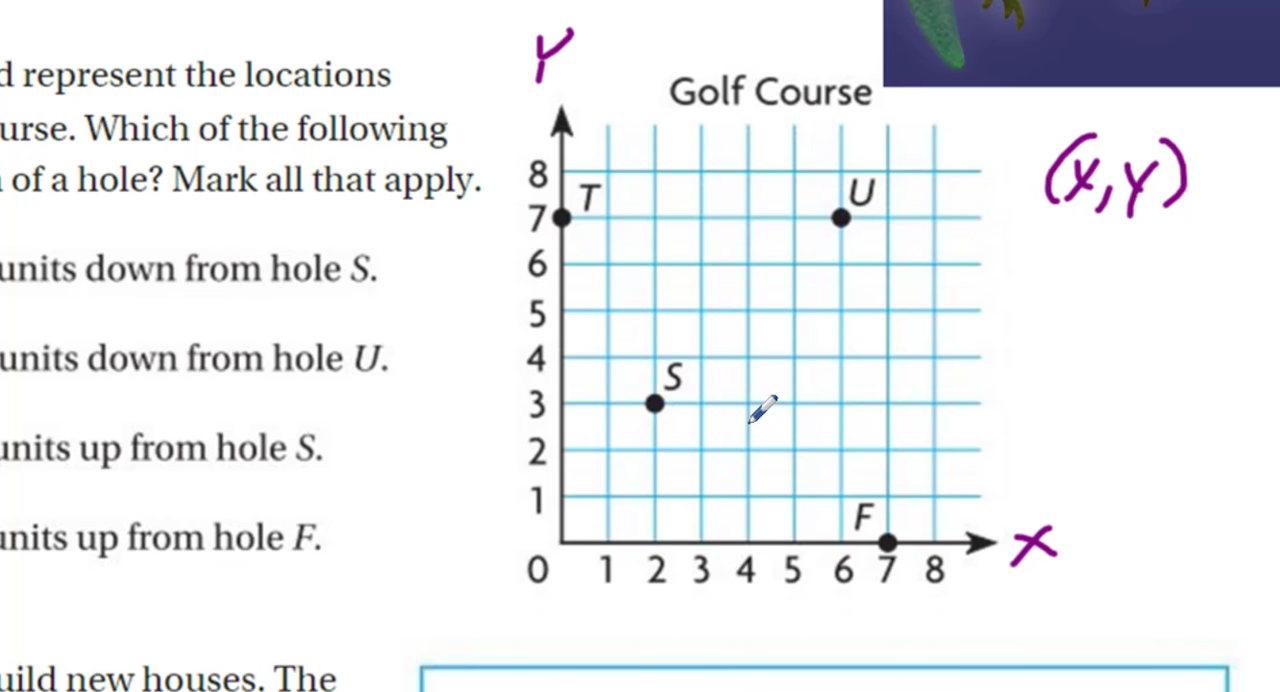 d represent the locations
urse. Which of the following
of a hole? Mark all that apply.
units down from hole S.
units down from hole U.
units up from hole S.
units up from hole F.
uild new houses. The
Y
Golf Course
(x,y)
8
T
U
7
6
5
4
S
3
2
1
F
X
0 1 2 3 4 5 6 7 8